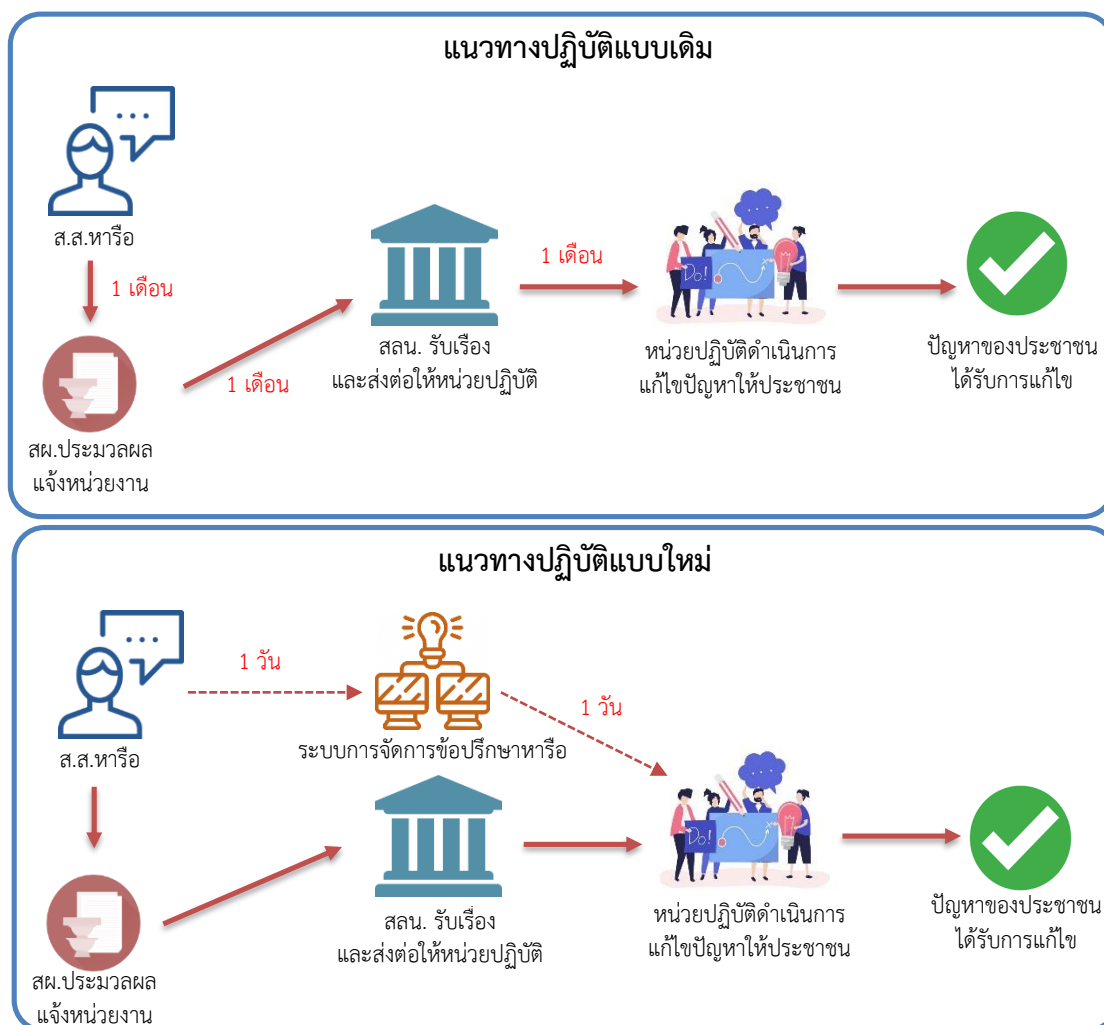 แนวทางปฏิบัติแบบเดิม
ส.ส.หารือ
1 เดือน
สผ.ประมวลผล
แจ้งหน่วยงาน
1 เดือน
สลน. รับเรื่อง
และส่งต่อให้หน่วยปฏิบัติ
1 เดือน
Do!
หน่วยปฏิบัติดำเนินการ
แก้ไขปัญหาให้ประชาชน
ปัญหาของประชาชน
ได้รับการแก้ไข
แนวทางปฏิบัติแบบใหม่
ส.ส.หารือ
1 วัน
ระบบการจัดการข้อปรึกษาหารือ
1 วัน
สผ.ประมวลผล
แจ้งหน่วยงาน
สลน. รับเรื่อง
และส่งต่อให้หน่วยปฏิบัติ
Do!
หน่วยปฏิบัติดำเนินการ
แก้ไขปัญหาให้ประชาชน
ปัญหาของประชาชน
ได้รับการแก้ไข